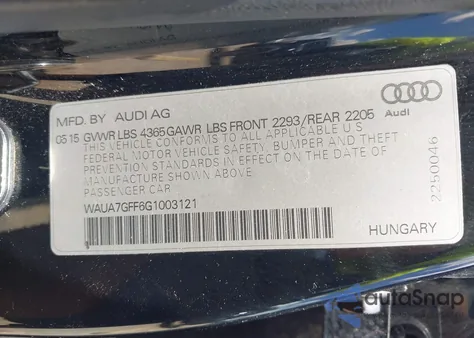 MFD. BY AUDI AG
05 15 GVWR LBS 4365 GAWR LBS FRONT 2293/REAR 2205
THIS VEHICLE CONFORMS TO ALL APPLICABLE U.S.
FEDERAL MOTOR VEHICLE SAFETY, BUMPER AND THEFT
PREVENTION STANDARDS IN EFFECT ON THE DATE OF
MANUFACTURE SHOWN ABOVE.
PASSENGER CAR
WAUA7GFF6G1003121
Audi
2250046
HUNGARY
autoSnap